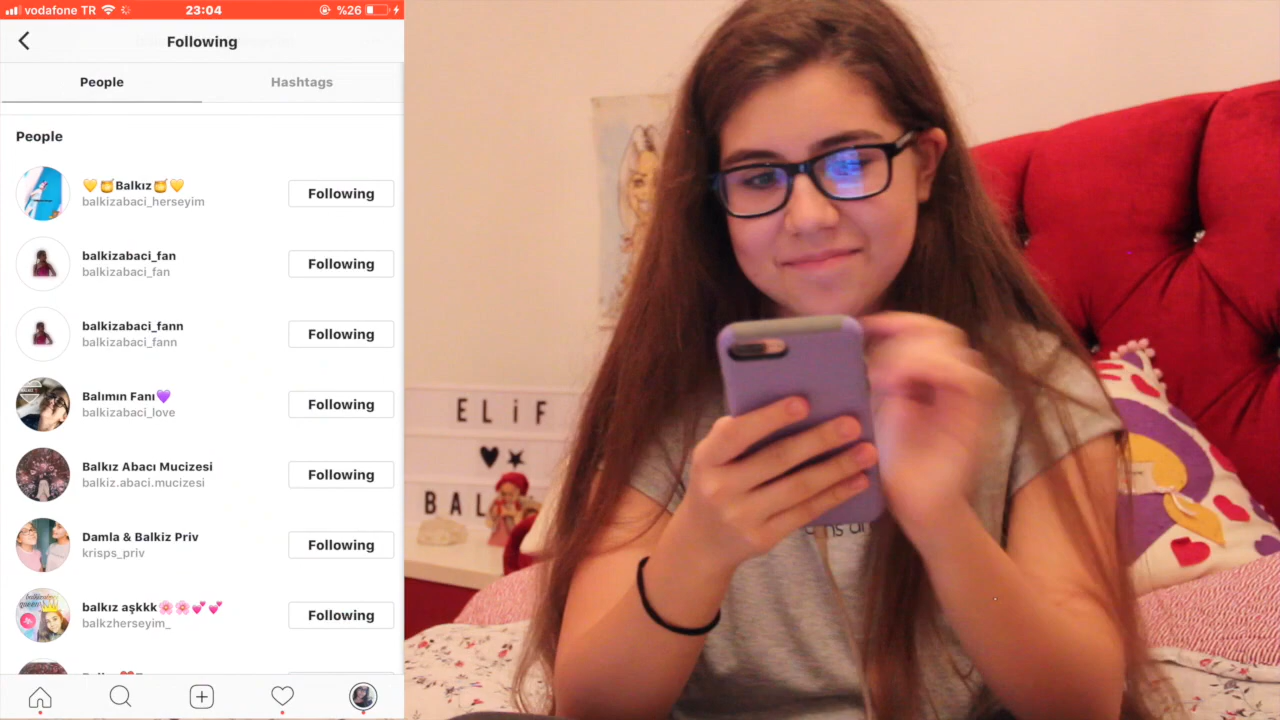 vodafone TR
23:04
%26
Following
People
Hashtags
People
💛🍯Balkız🍯💛
balkizabaci_herseyim
Following
balkizabaci_fan
balkizabaci_fan
Following
balkizabaci_fann
balkizabaci_fann
Following
Balımın Fanı💜
balkizabaci_love
Following
Balkız Abacı Mucizesi
balkiz.abaci.mucizesi
Following
Damla & Balkiz Priv
krisps_priv
Following
balkız aşkkk🌸🌸💕💕
balkzherseyim_
Following
ELİF
BAL